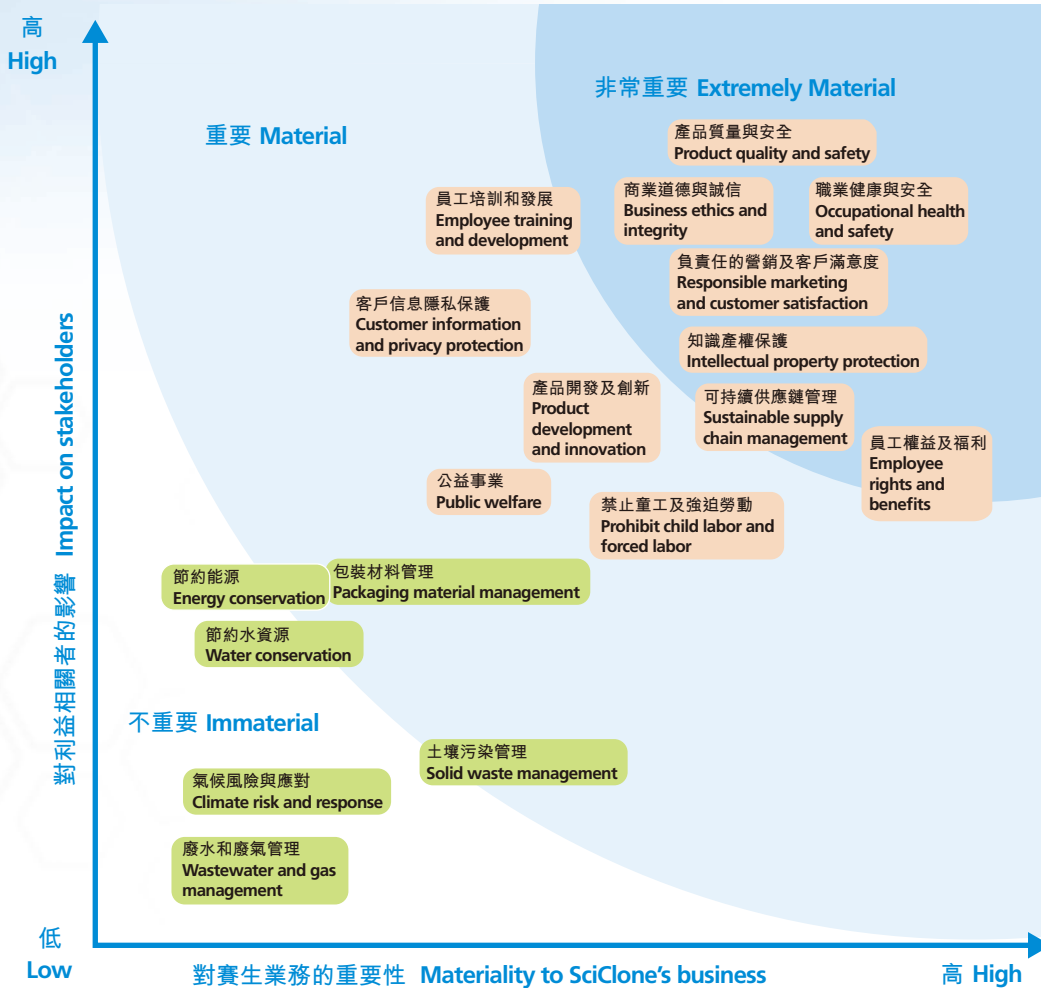 高
High
非常重要 Extremely Material
重要 Material
產品質量與安全
Product quality and safety
員工培訓和發展
Employee training
and development
商業道德與誠信
Business ethics and
integrity
職業健康與安全
Occupational health
and safety
負責任的營銷及客戶滿意度
Responsible marketing
and customer satisfaction
客戶信息隱私保護
Customer information
and privacy protection
知識產權保護
Intellectual property protection
產品開發及創新
Product
development
and innovation
可持續供應鏈管理
Sustainable supply
chain management
員工權益及福利
Employee
rights and
benefits
公益事業
Public welfare
禁止童工及強迫勞動
Prohibit child labor and
forced labor
節約能源
Energy conservation
包裝材料管理
Packaging material management
節約水資源
Water conservation
不重要 Immaterial
土壤污染管理
Solid waste management
氣候風險與應對
Climate risk and response
廢水和廢氣管理
Wastewater and gas
management
對利益相關者的影響 Impact on stakeholders
低
Low
對賽生業務的重要性 Materiality to SciClone's business
高 High